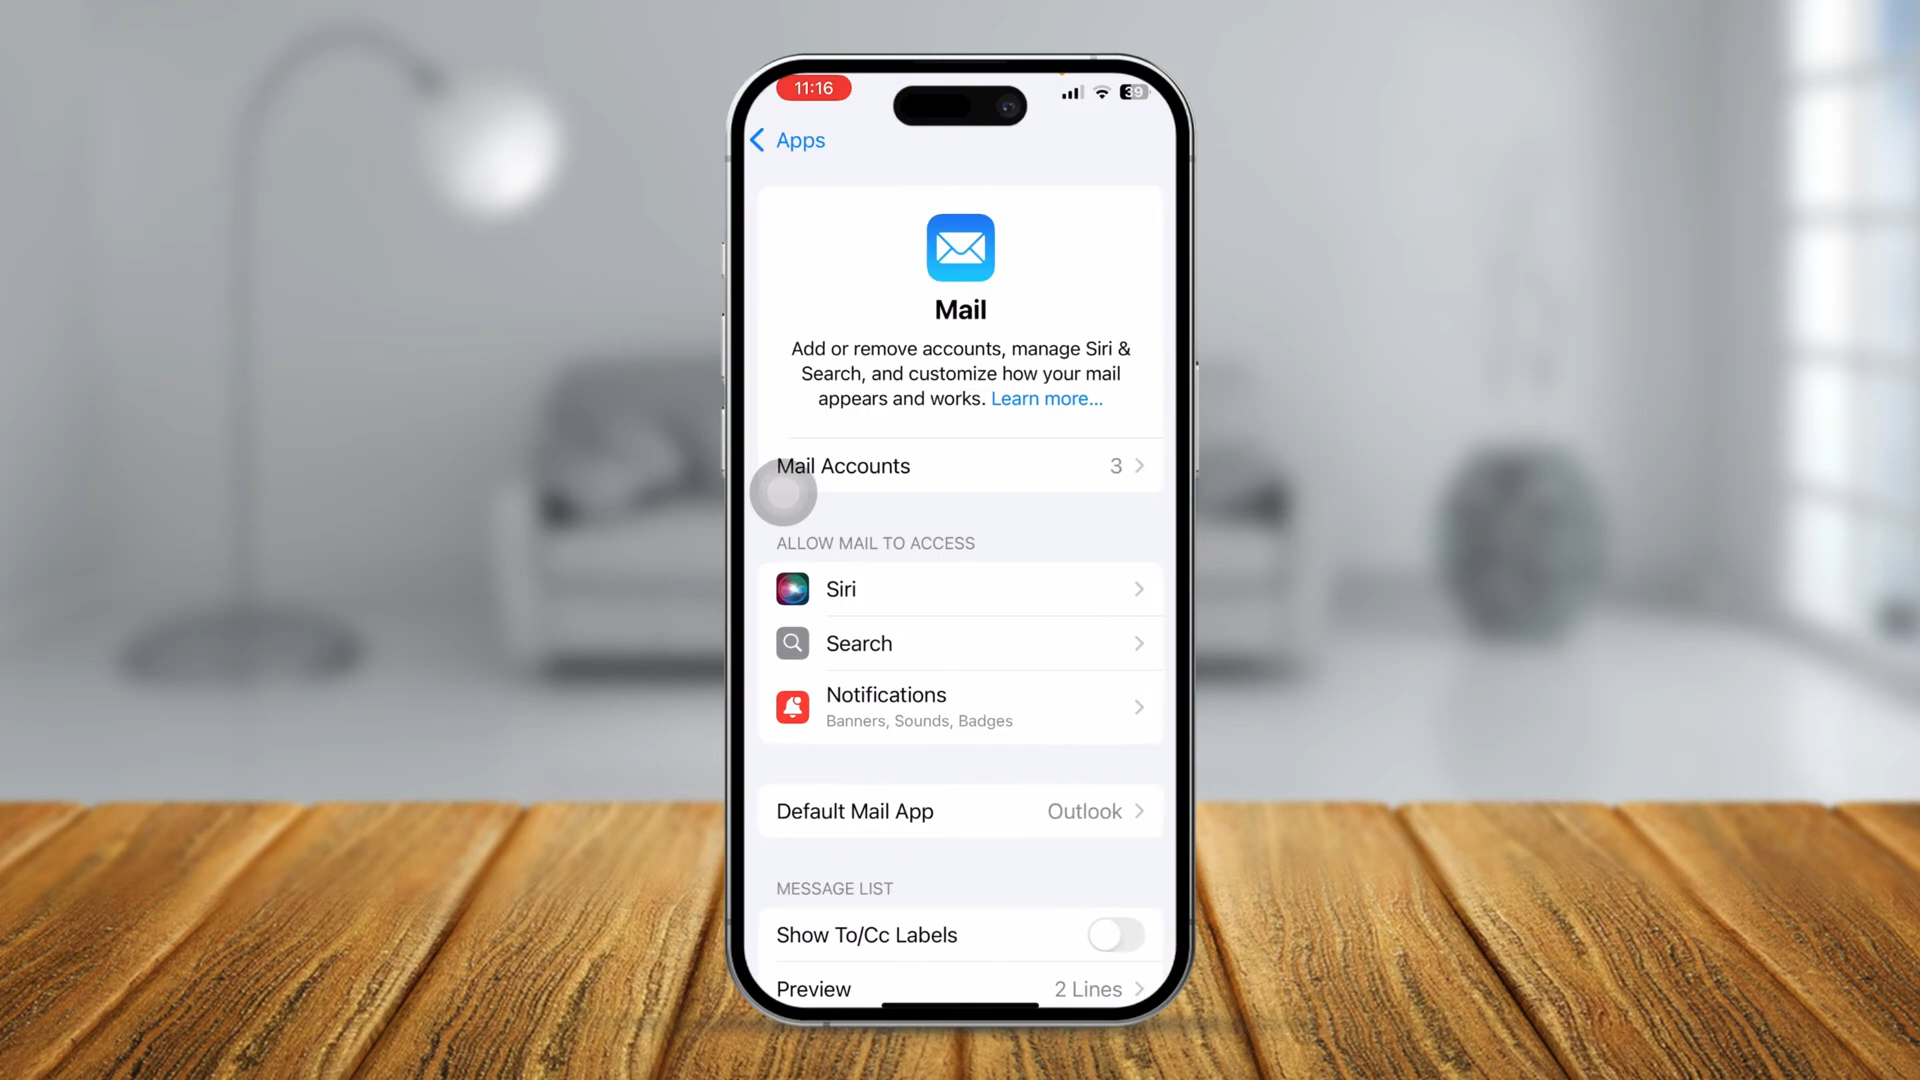 11:16
39
Apps
Mail
Add or remove accounts, manage Siri &
Search, and customize how your mail
appears and works. Learn more...
Mail Accounts 3
ALLOW MAIL TO ACCESS
Siri
Search
Notifications
Banners, Sounds, Badges
Default Mail App Outlook
MESSAGE LIST
Show To/Cc Labels
Preview 2 Lines